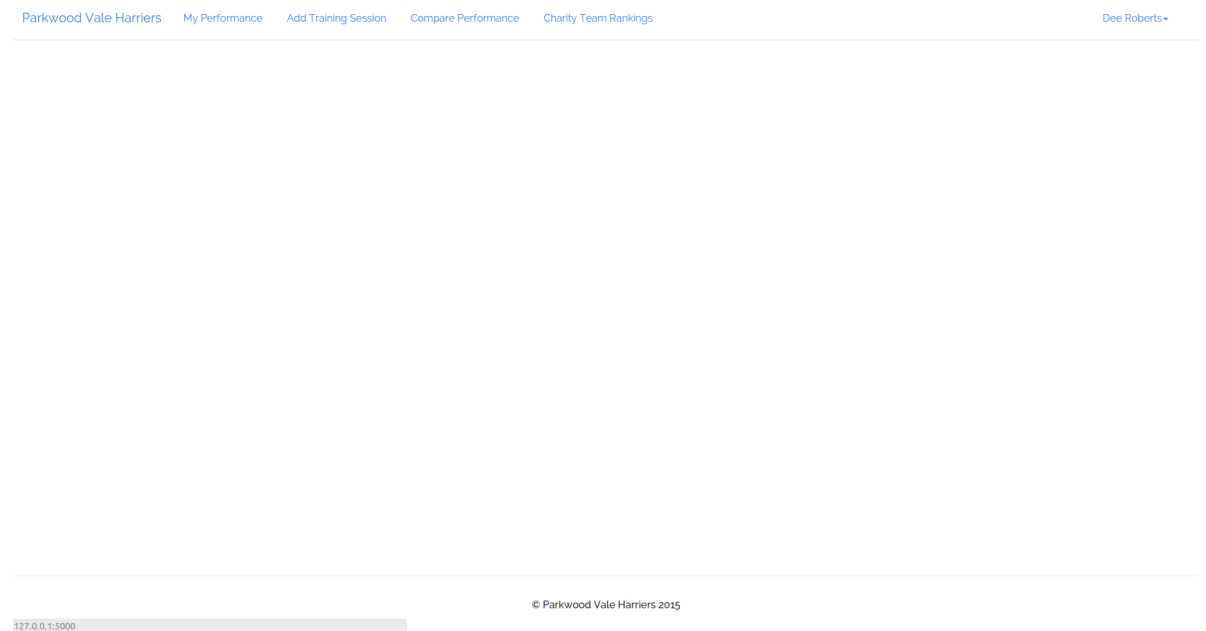 Parkwood Vale Harriers My Performance Add Training Session Compare Performance Charity Team Rankings Dee Roberts
© Parkwood Vale Harriers 2015
127.0.0.1:5000